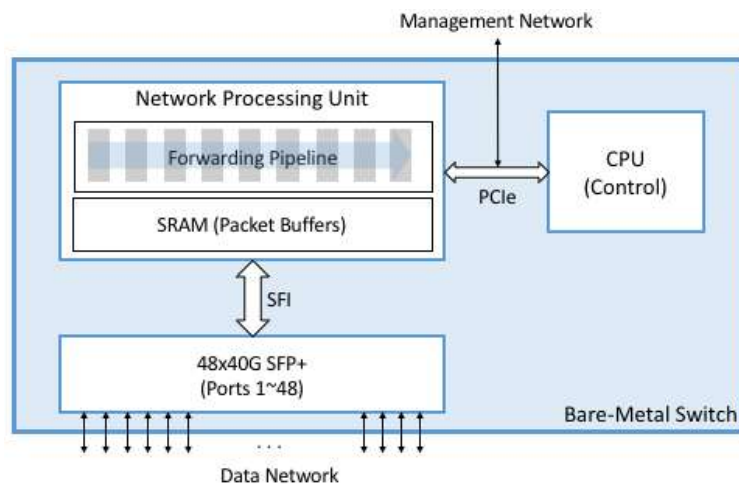 Management Network
Network Processing Unit
Forwarding Pipeline
SRAM (Packet Buffers)
PCIe
CPU
(Control)
SFI
48x40G SFP+
(Ports 1~48)
Bare-Metal Switch
. . .
Data Network